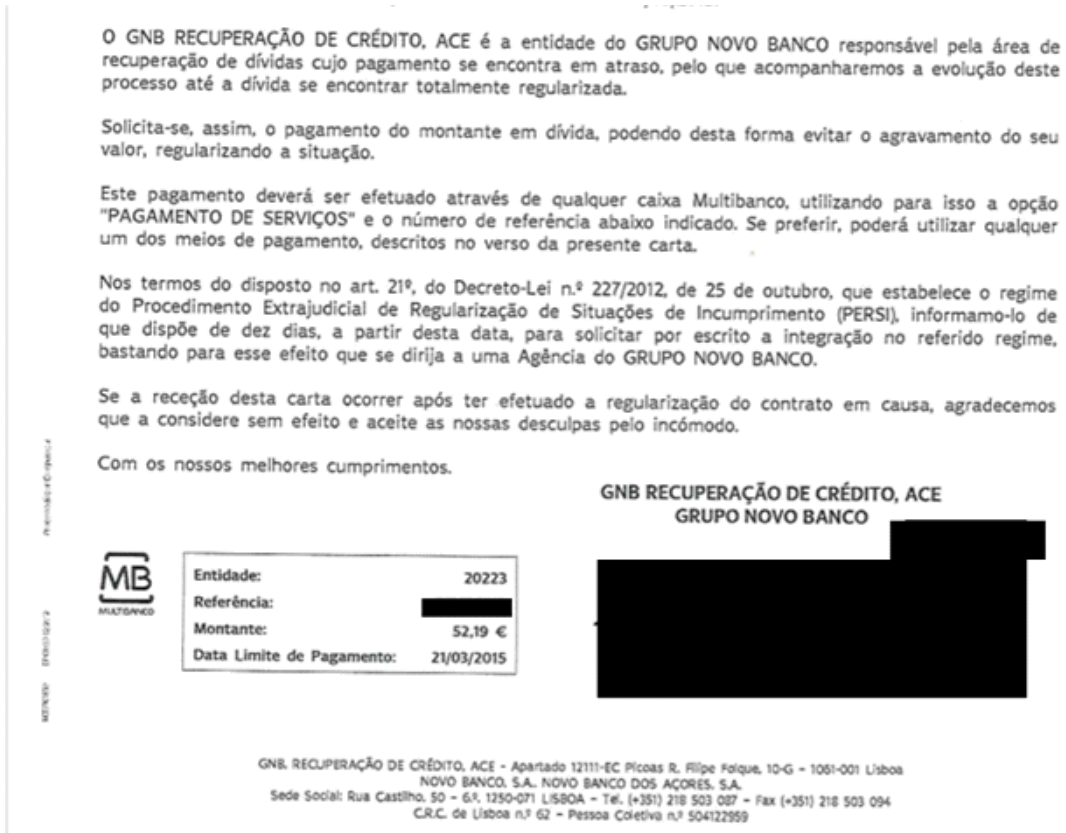 O GNB RECUPERAÇÃO DE CRÉDITO, ACE é a entidade do GRUPO NOVO BANCO responsável pela área de
recuperação de dívidas cujo pagamento se encontra em atraso, pelo que acompanharemos a evolução deste
processo até a dívida se encontrar totalmente regularizada.
Solicita-se, assim, o pagamento do montante em dívida, podendo desta forma evitar o agravamento do seu
valor, regularizando a situação.
Este pagamento deverá ser efetuado através de qualquer caixa Multibanco, utilizando para isso a opção
"PAGAMENTO DE SERVIÇOS" e o número de referência abaixo indicado. Se preferir, poderá utilizar qualquer
um dos meios de pagamento, descritos no verso da presente carta.
Nos termos do disposto no art. 21º, do Decreto-Lei n.º 227/2012, de 25 de outubro, que estabelece o regime
do Procedimento Extrajudicial de Regularização de Situações de Incumprimento (PERSI), informamo-lo de
que dispõe de dez dias, a partir desta data, para solicitar por escrito a integração no referido regime,
bastando para esse efeito que se dirija a uma Agência do GRUPO NOVO BANCO.
Se a receção desta carta ocorrer após ter efetuado a regularização do contrato em causa, agradecemos
que a considere sem efeito e aceite as nossas desculpas pelo incómodo.
Com os nossos melhores cumprimentos.
GNB RECUPERAÇÃO DE CRÉDITO, ACE
GRUPO NOVO BANCO
MB
MULTIBANCO
Entidade: 20223
Referência:
Montante: 52,19 €
Data Limite de Pagamento: 21/03/2015
GNB, RECUPERAÇÃO DE CRÉDITO, ACE - Apartado 12111-EC Picoas R. Filipe Folque, 10-G - 1061-001 Lisboa
NOVO BANCO, S.A. NOVO BANCO DOS AÇORES, S.A.
Sede Social: Rua Castilho, 50 - 6.º, 1250-071 LISBOA - Tel. (+351) 218 503 087 - Fax (+351) 218 503 094
C.R.C. de Lisboa n.º 62 - Pessoa Coletiva n.º 504122959